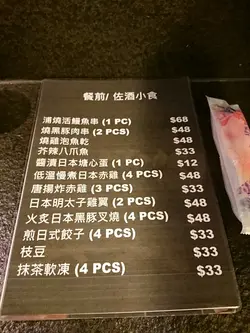 餐前/ 佐酒小食
蒲燒活鰻魚串 (1 PC) $68
燒黑豚肉串 (2 PCS) $48
燒雞泡魚乾 $48
芥辣八爪魚 $33
醬漬日本塘心蛋 (1 PC) $12
低溫慢煮日本赤雞 (4 PCS) $48
唐揚炸赤雞 (3 PCS) $33
日本明太子雞翼 (2 PCS) $48
火炙日本黑豚叉燒 (4 PCS) $48
煎日式餃子 (4 PCS) $33
枝豆 $33
抹茶軟凍 (4 PCS) $33